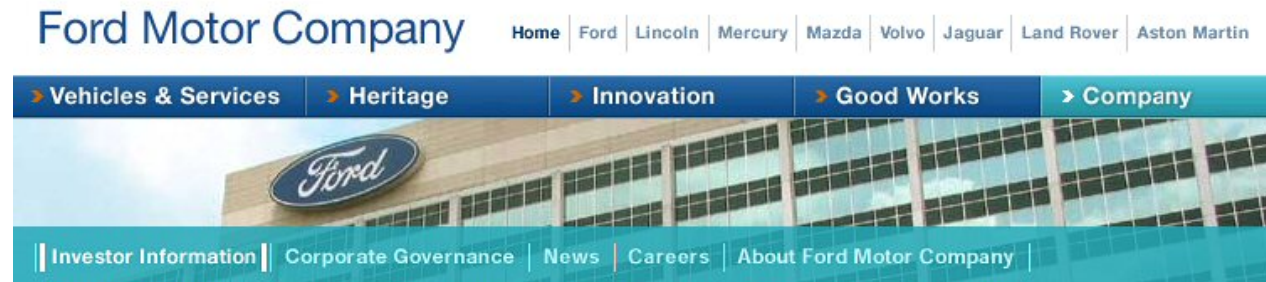 Ford Motor Company
Home Ford Lincoln Mercury Mazda Volvo Jaguar Land Rover Aston Martin
Vehicles & Services Heritage Innovation Good Works Company
Ford
Investor Information Corporate Governance News Careers About Ford Motor Company